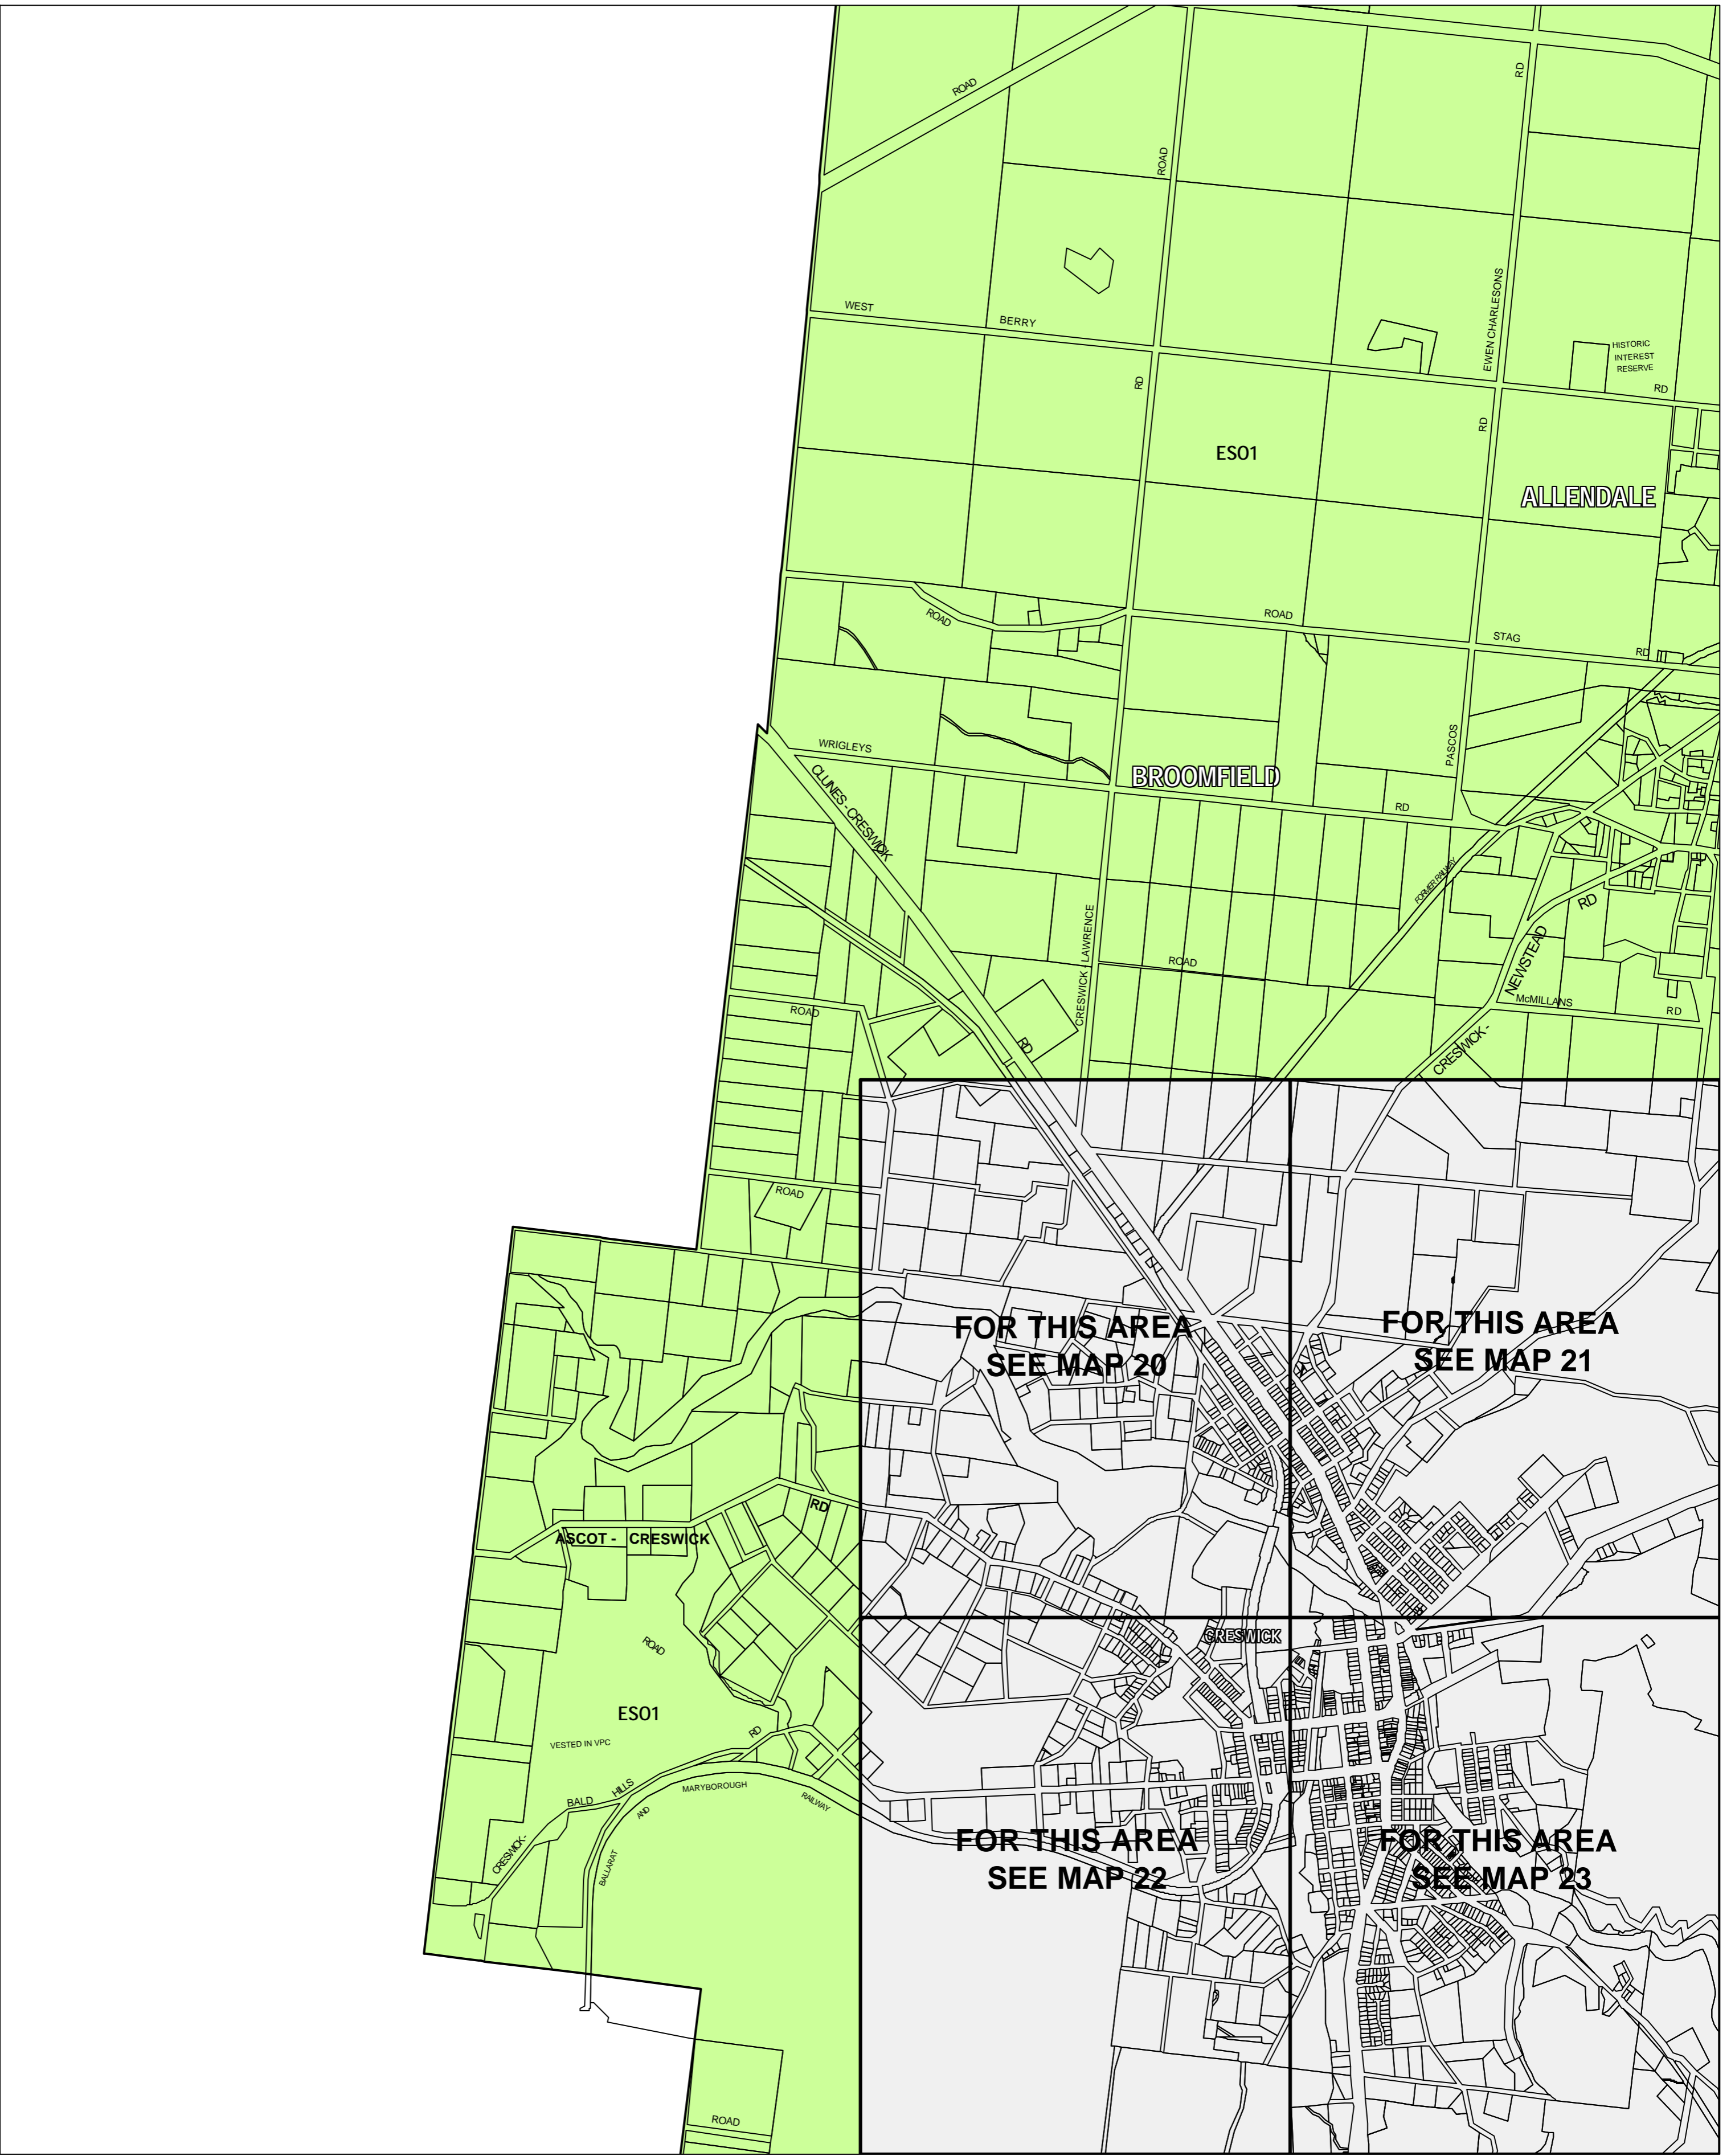 ROAD
RD
ROAD
WEST
BERRY
EWEN CHARLESONS
HISTORIC
INTEREST
RESERVE
RD
RD
RD
ES01
ALLENDALE
ROAD
ROAD
STAG
RD
WRIGLEYS
CLUNES - CRESWICK
BROOMFIELD
PASCOS
RD
FORMER RAILWAY
RD
NEWSTEAD
CRESWICK - LAWRENCE
ROAD
McMILLANS
RD
ROAD
RD
CRESWICK -
ROAD
FOR THIS AREA
SEE MAP 20
FOR THIS AREA
SEE MAP 21
RD
ASCOT - CRESWICK
ROAD
CRESWICK
ES01
VESTED IN VPC
RD
HILLS
BALD
CRESWICK -
MARYBOROUGH
AND
RAILWAY
BALLARAT
FOR THIS AREA
SEE MAP 22
FOR THIS AREA
SEE MAP 23
ROAD